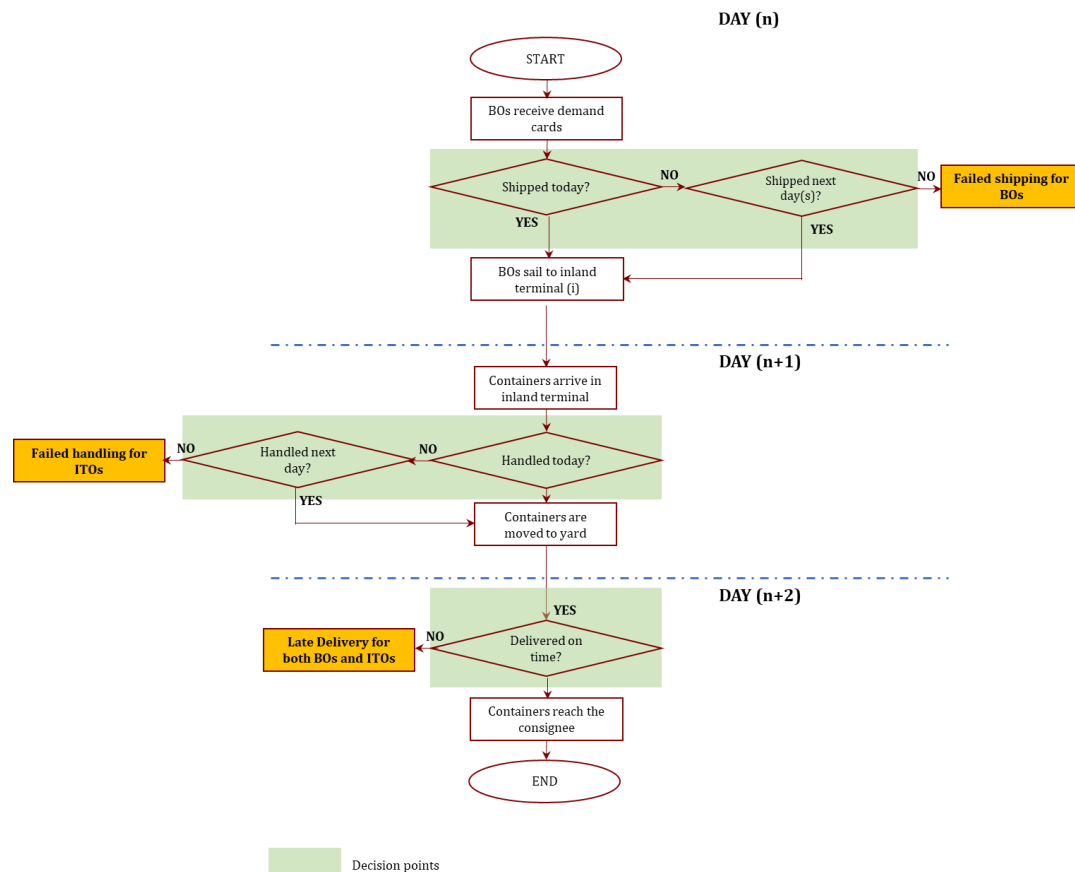 DAY (n)
START
BOs receive demand
cards
Shipped today?
NO
Shipped next
day(s)?
NO
Failed shipping for
BOs
YES
YES
BOs sail to inland
terminal (i)
DAY (n+1)
Containers arrive in
inland terminal
Failed handling for
ITOs
NO
Handled next
day?
NO
Handled today?
YES
Containers are
moved to yard
DAY (n+2)
YES
Late Delivery for
both BOs and ITOs
NO
Delivered on
time?
Containers reach the
consignee
END
Decision points